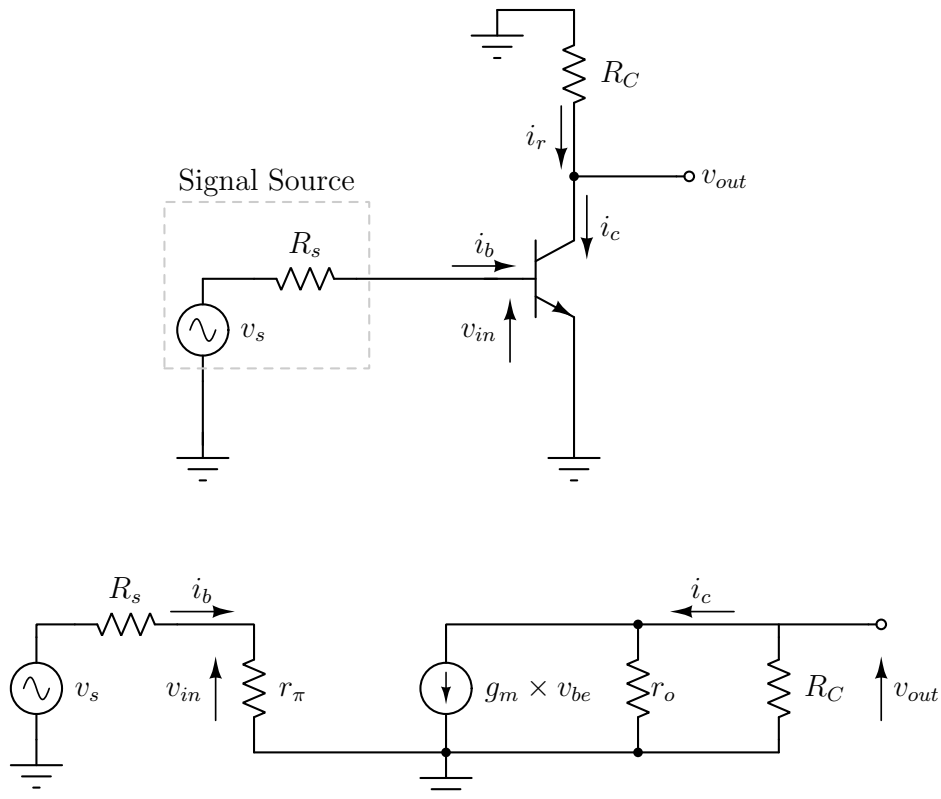 R_C
i_r
v_out
Signal Source
i_c
R_s
i_b
v_s
v_in
R_s
i_b
i_c
v_s
v_in
r_π
g_m × v_be
r_o
R_C
v_out